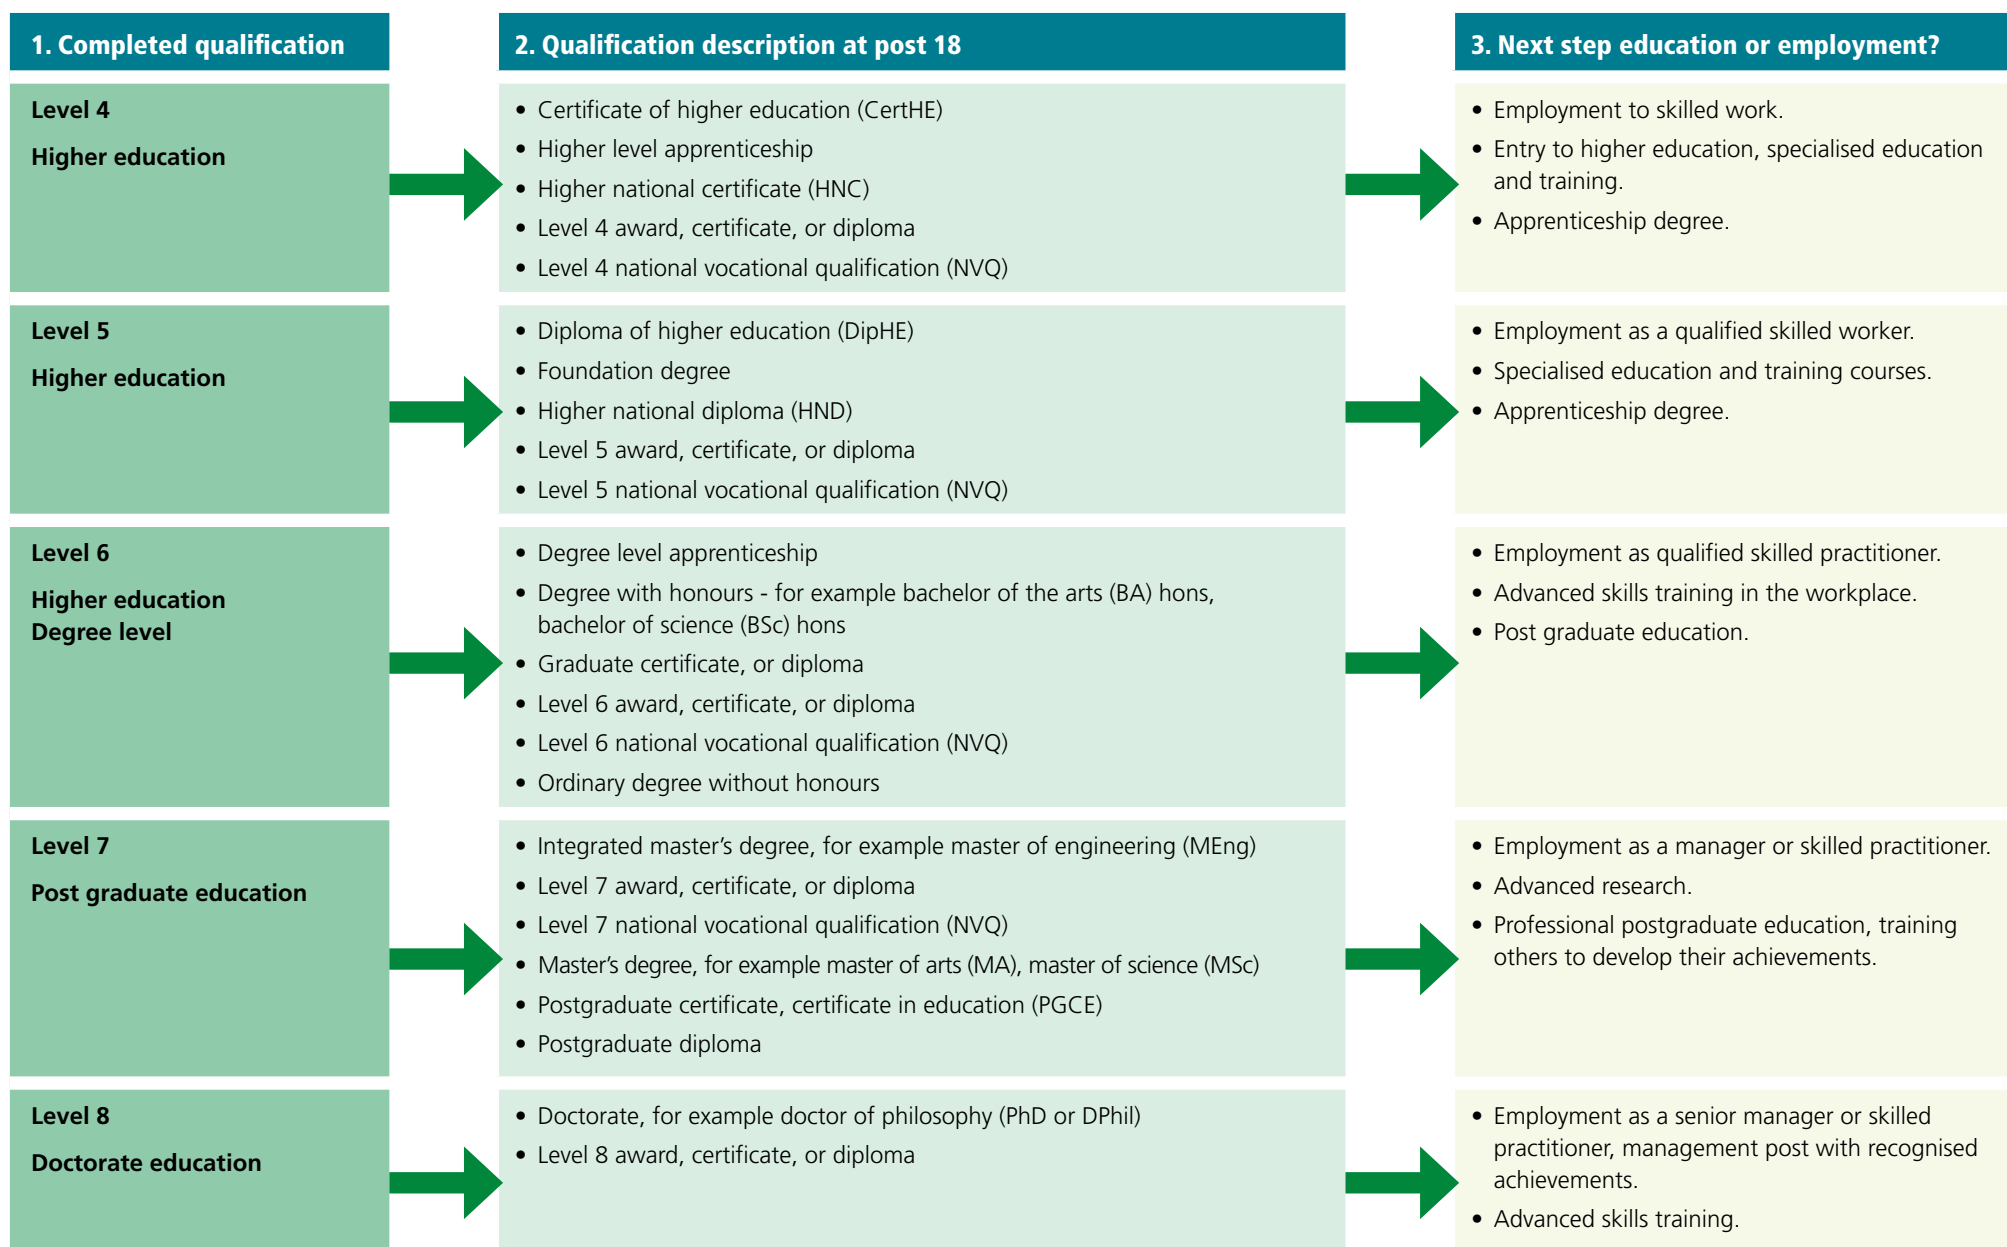 1. Completed qualification
2. Qualification description at post 18
3. Next step education or employment?
Level 4
Higher education
• Certificate of higher education (CertHE)
• Higher level apprenticeship
• Higher national certificate (HNC)
• Level 4 award, certificate, or diploma
• Level 4 national vocational qualification (NVQ)
• Employment to skilled work.
• Entry to higher education, specialised education
and training.
• Apprenticeship degree.
Level 5
Higher education
• Diploma of higher education (DipHE)
• Foundation degree
• Higher national diploma (HND)
• Level 5 award, certificate, or diploma
• Level 5 national vocational qualification (NVQ)
• Employment as a qualified skilled worker.
• Specialised education and training courses.
• Apprenticeship degree.
Level 6
Higher education
Degree level
• Degree level apprenticeship
• Degree with honours - for example bachelor of the arts (BA) hons,
bachelor of science (BSc) hons
• Graduate certificate, or diploma
• Level 6 award, certificate, or diploma
• Level 6 national vocational qualification (NVQ)
• Ordinary degree without honours
• Employment as qualified skilled practitioner.
• Advanced skills training in the workplace.
• Post graduate education.
Level 7
Post graduate education
• Integrated master’s degree, for example master of engineering (MEng)
• Level 7 award, certificate, or diploma
• Level 7 national vocational qualification (NVQ)
• Master’s degree, for example master of arts (MA), master of science (MSc)
• Postgraduate certificate, certificate in education (PGCE)
• Postgraduate diploma
• Employment as a manager or skilled practitioner.
• Advanced research.
• Professional postgraduate education, training
others to develop their achievements.
Level 8
Doctorate education
• Doctorate, for example doctor of philosophy (PhD or DPhil)
• Level 8 award, certificate, or diploma
• Employment as a senior manager or skilled
practitioner, management post with recognised
achievements.
• Advanced skills training.